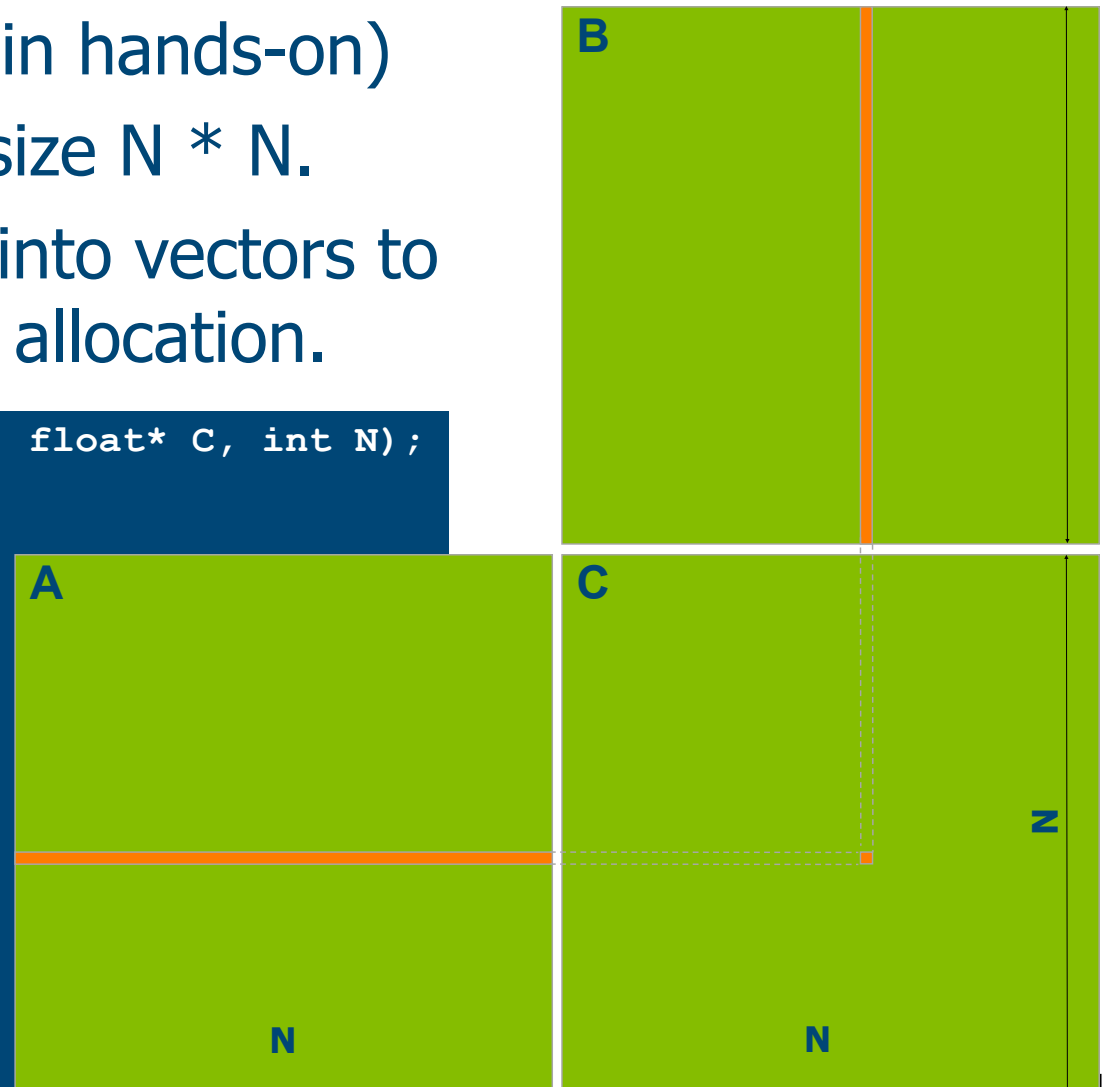 in hands-on)
size N * N.
into vectors to
allocation.
float* C, int N);
B
A
C
N
N
N